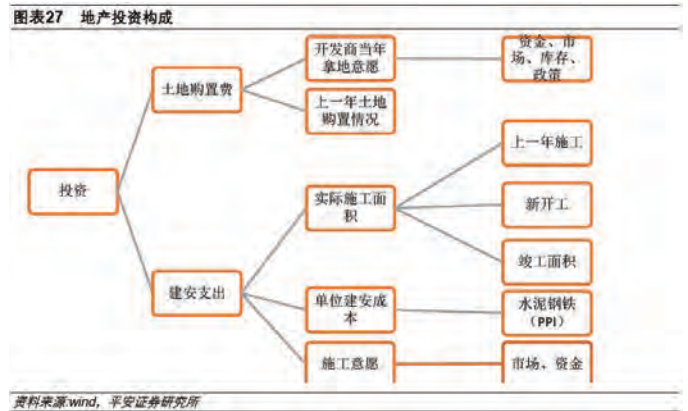 图表27 地产投资构成
投资
土地购置费
建安支出
开发商当年
拿地意愿
上一年土地
购置情况
实际施工面
积
单位建安成
本
施工意愿
资金、市
场、库存、
政策
上一年施工
新开工
竣工面积
水泥钢铁
（PPI）
市场、资金
资料来源:wind，平安证券研究所